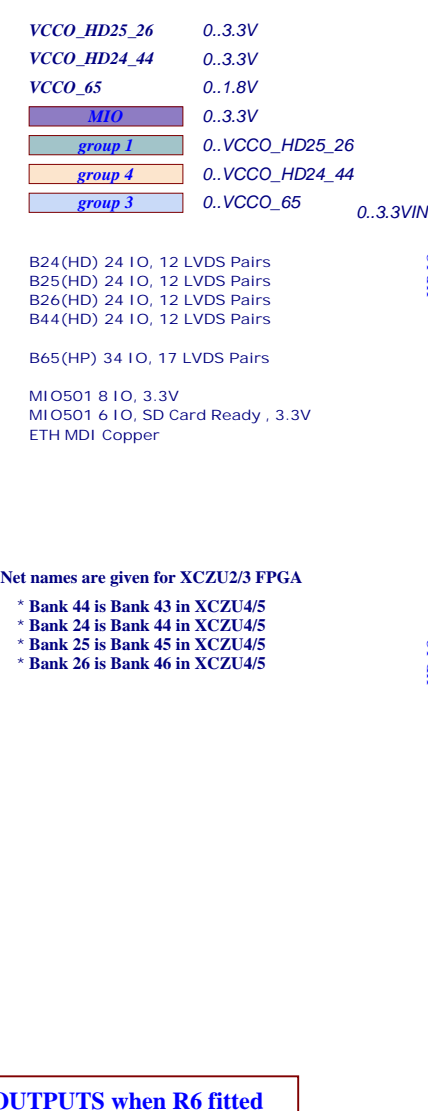 VCCO_HD25_26 0..3.3V
VCCO_HD24_44 0..3.3V
VCCO_65 0..1.8V
MIO 0..3.3V
group 1 0..VCCO_HD25_26
group 4 0..VCCO_HD24_44
group 3 0..VCCO_65
0..3.3VIN
B24(HD) 24 IO, 12 LVDS Pairs
B25(HD) 24 IO, 12 LVDS Pairs
B26(HD) 24 IO, 12 LVDS Pairs
B44(HD) 24 IO, 12 LVDS Pairs
B65(HP) 34 IO, 17 LVDS Pairs
MIO501 8 IO, 3.3V
MIO501 6 IO, SD Card Ready , 3.3V
ETH MDI Copper
Net names are given for XCZU2/3 FPGA
* Bank 44 is Bank 43 in XCZU4/5
* Bank 24 is Bank 44 in XCZU4/5
* Bank 25 is Bank 45 in XCZU4/5
* Bank 26 is Bank 46 in XCZU4/5
OUTPUTS when R6 fitted